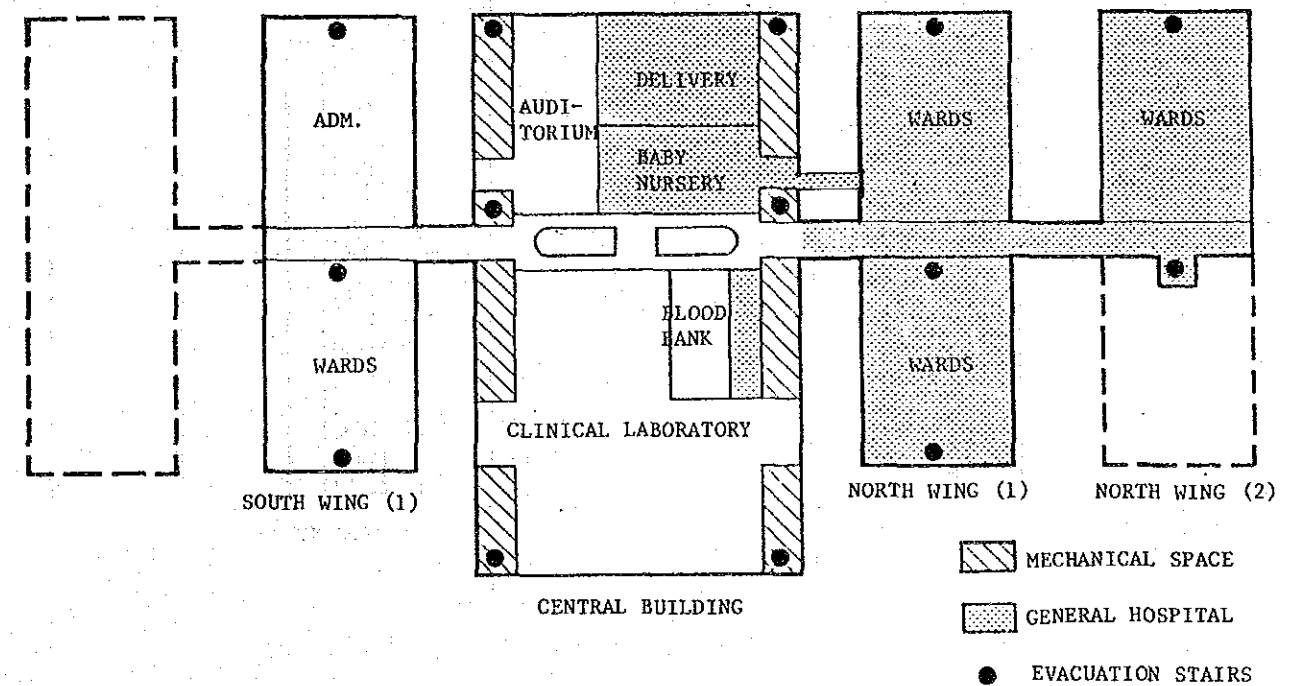 ADM.
AUDI-
TORIUM
DELIVERY
BABY
NURSERY
WARDS
WARDS
WARDS
BLOOD
BANK
WARDS
CLINICAL LABORATORY
SOUTH WING (1)
NORTH WING (1)
NORTH WING (2)
CENTRAL BUILDING
MECHANICAL SPACE
GENERAL HOSPITAL
EVACUATION STAIRS